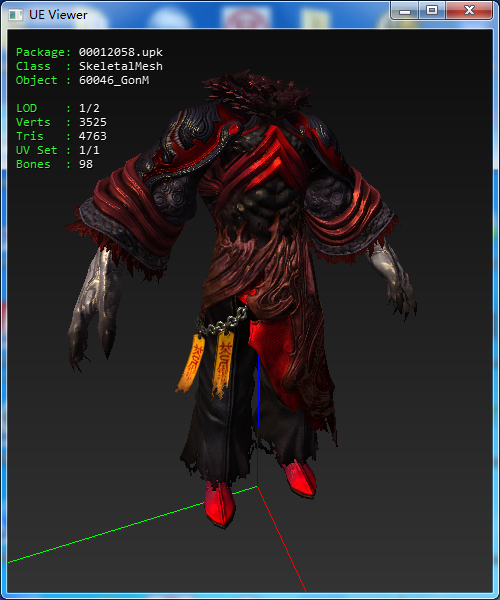 UE Viewer
Package: 00012058.upk
Class : SkeletalMesh
Object : 60046_GonM
LOD : 1/2
Verts : 3525
Tris : 4763
UV Set : 1/1
Bones : 98